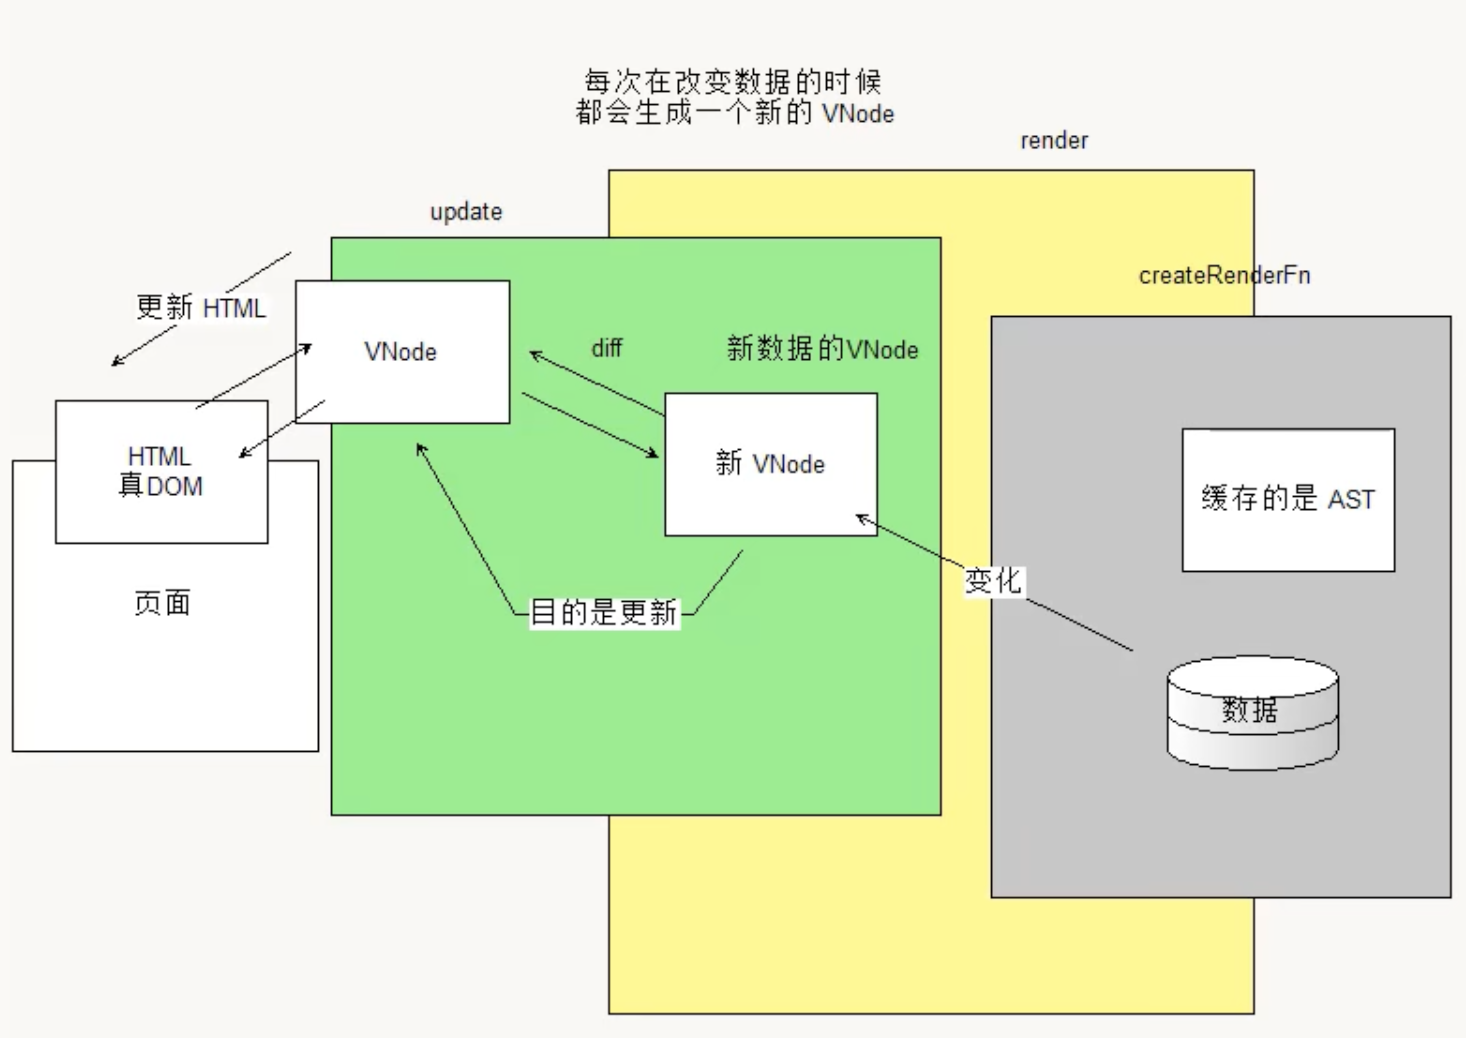 每次在改变数据的时候
都会生成一个新的 VNode
render
update
createRenderFn
更新 HTML
VNode
diff
新数据的VNode
HTML
真DOM
新 VNode
缓存的是 AST
变化
页面
目的是更新
数据